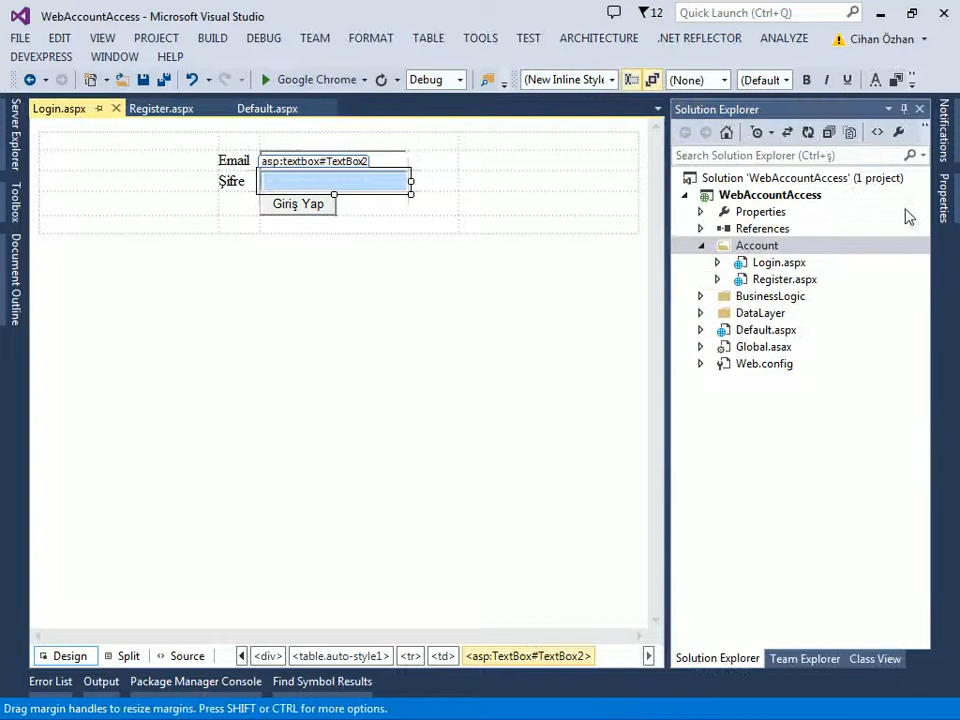 WebAccountAccess - Microsoft Visual Studio
12
Quick Launch (Ctrl+Q)
FILE EDIT VIEW PROJECT BUILD DEBUG TEAM FORMAT TABLE TOOLS TEST ARCHITECTURE .NET REFLECTOR ANALYZE
Cihan Özhan
DEVEXPRESS WINDOW HELP
Google Chrome
Debug
(New Inline Style
(None)
(Default
B I U A
Login.aspx
Register.aspx
Default.aspx
Server Explorer
Toolbox
Document Outline
Email
asp:textbox#TextBox2
Şifre
Giriş Yap
Solution Explorer
Search Solution Explorer (Ctrl+ş)
Solution 'WebAccountAccess' (1 project)
WebAccountAccess
Properties
References
Account
Login.aspx
Register.aspx
BusinessLogic
DataLayer
Default.aspx
Global.asax
Web.config
Notifications
Properties
Design
Split
Source
<div> <table.auto-style1> <tr> <td> <asp:TextBox#TextBox2>
Solution Explorer Team Explorer Class View
Error List Output Package Manager Console Find Symbol Results
Drag margin handles to resize margins. Press SHIFT or CTRL for more options.